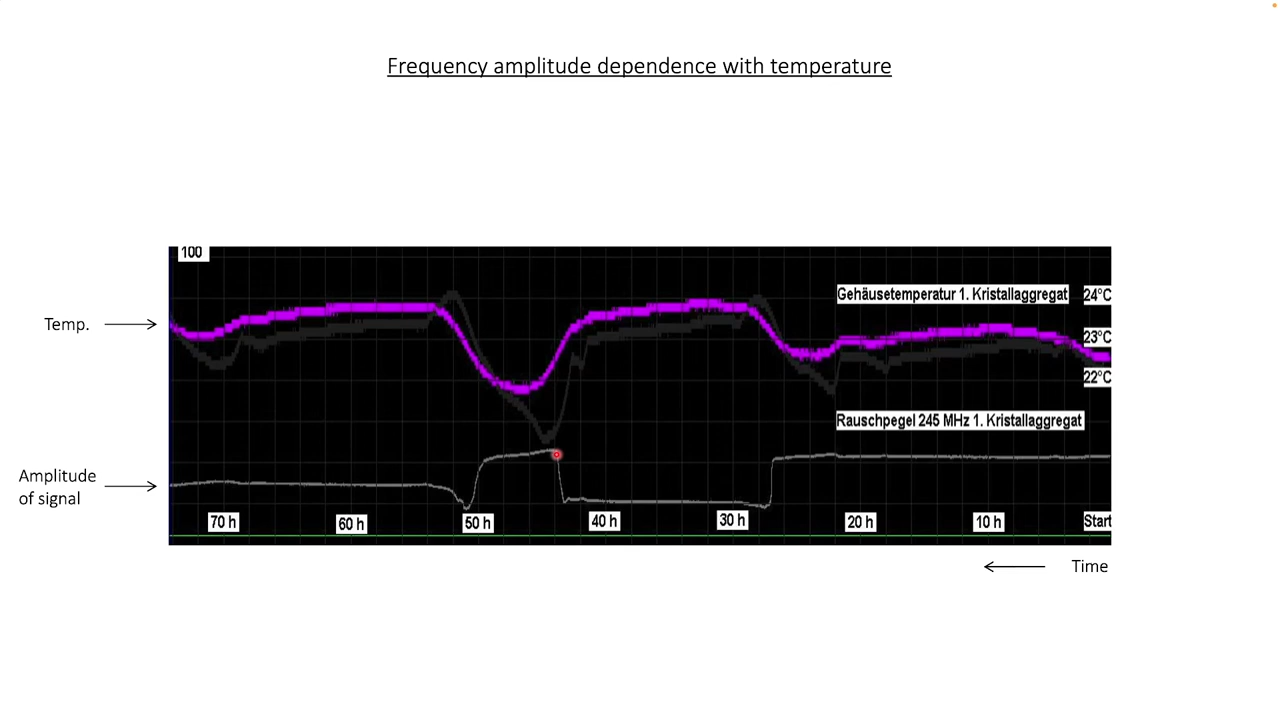 Frequency amplitude dependence with temperature
100
Gehäusetemperatur 1. Kristallaggregat
24°C
Temp.
23°C
22°C
Rauschpegel 245 MHz 1. Kristallaggregat
Amplitude
of signal
70 h
60 h
50 h
40 h
30 h
20 h
10 h
Start
Time